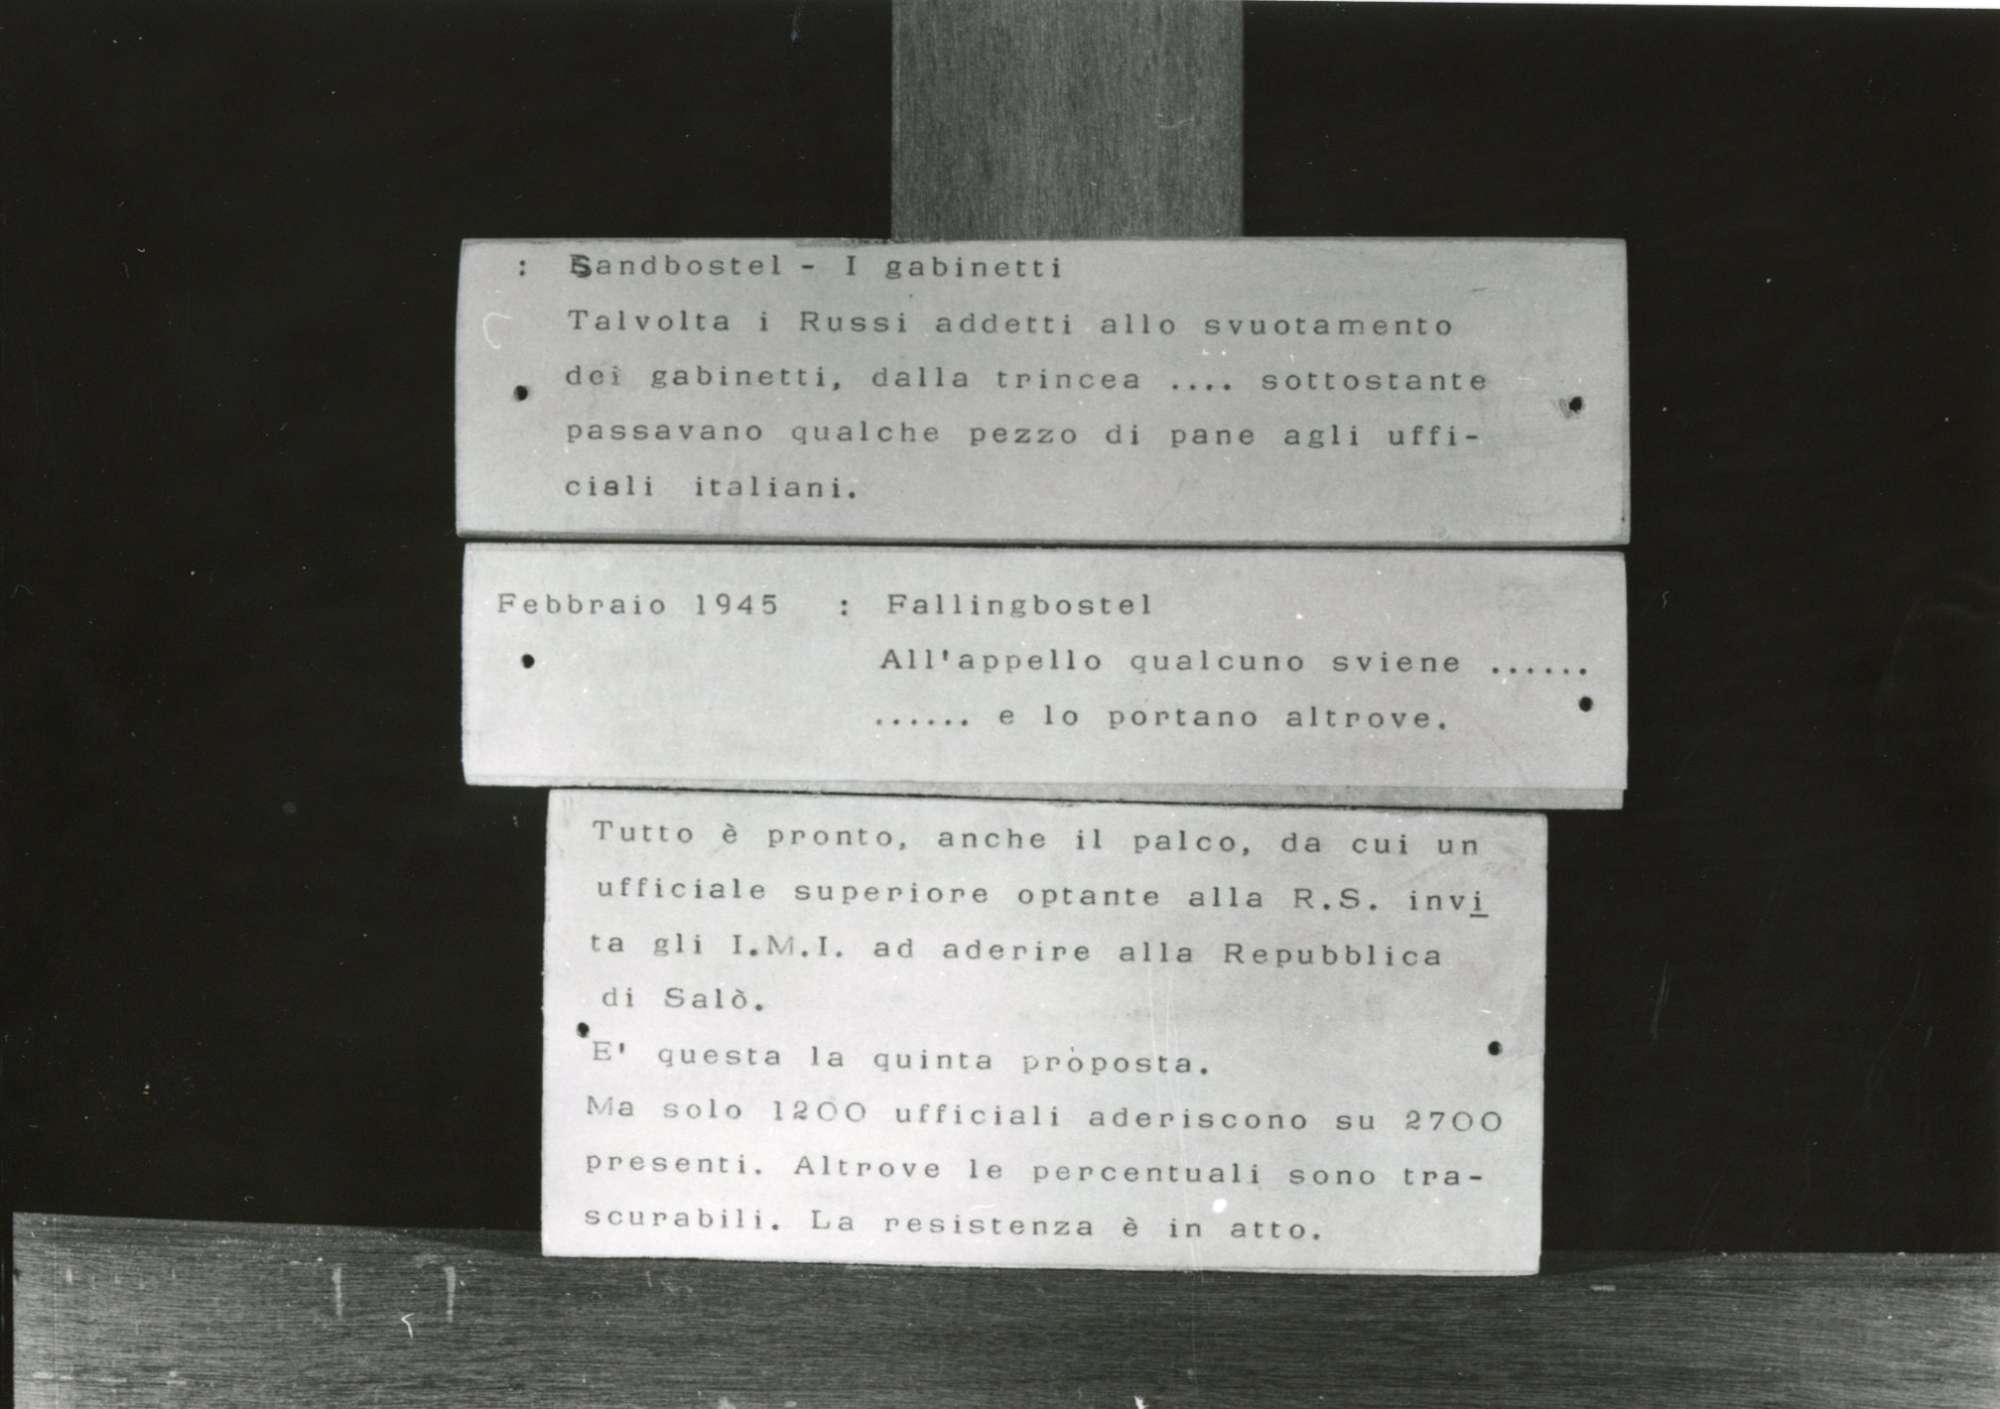 : Sandbostel - I gabinetti
Talvolta i Russi addetti allo svuotamento
dei gabinetti, dalla trincea .... sottostante
passavano qualche pezzo di pane agli uffi-
ciali italiani.
Febbraio 1945 : Fallingbostel
All'appello qualcuno sviene ......
...... e lo portano altrove.
Tutto è pronto, anche il palco, da cui un
ufficiale superiore optante alla R.S. invi
ta gli I.M.I. ad aderire alla Repubblica
di Salò.
E' questa la quinta proposta.
Ma solo 1200 ufficiali aderiscono su 2700
presenti. Altrove le percentuali sono tra-
scurabili. La resistenza è in atto.